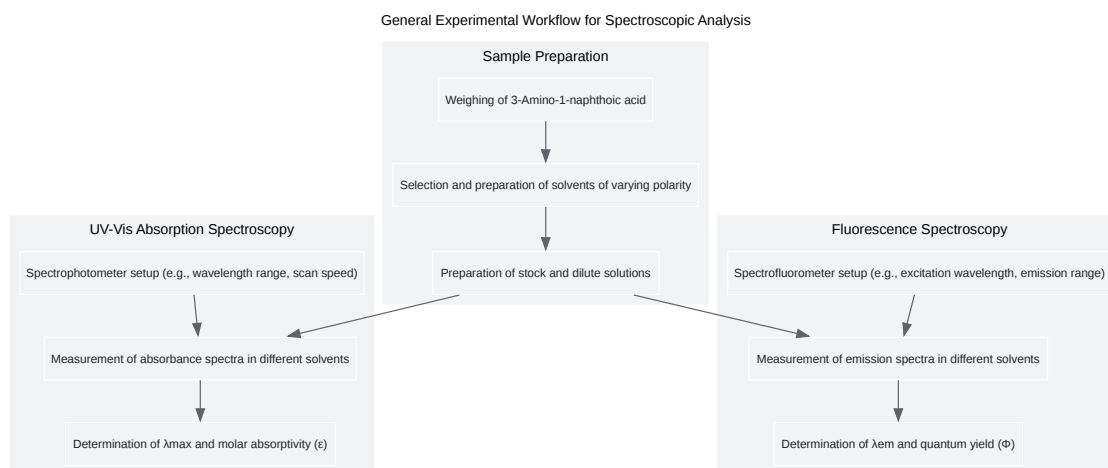 General Experimental Workflow for Spectroscopic Analysis
Sample Preparation
Weighing of 3-Amino-1-naphthoic acid
Selection and preparation of solvents of varying polarity
Preparation of stock and dilute solutions
UV-Vis Absorption Spectroscopy
Spectrophotometer setup (e.g., wavelength range, scan speed)
Measurement of absorbance spectra in different solvents
Determination of λmax and molar absorptivity (ε)
Fluorescence Spectroscopy
Spectrofluorometer setup (e.g., excitation wavelength, emission range)
Measurement of emission spectra in different solvents
Determination of λem and quantum yield (Φ)